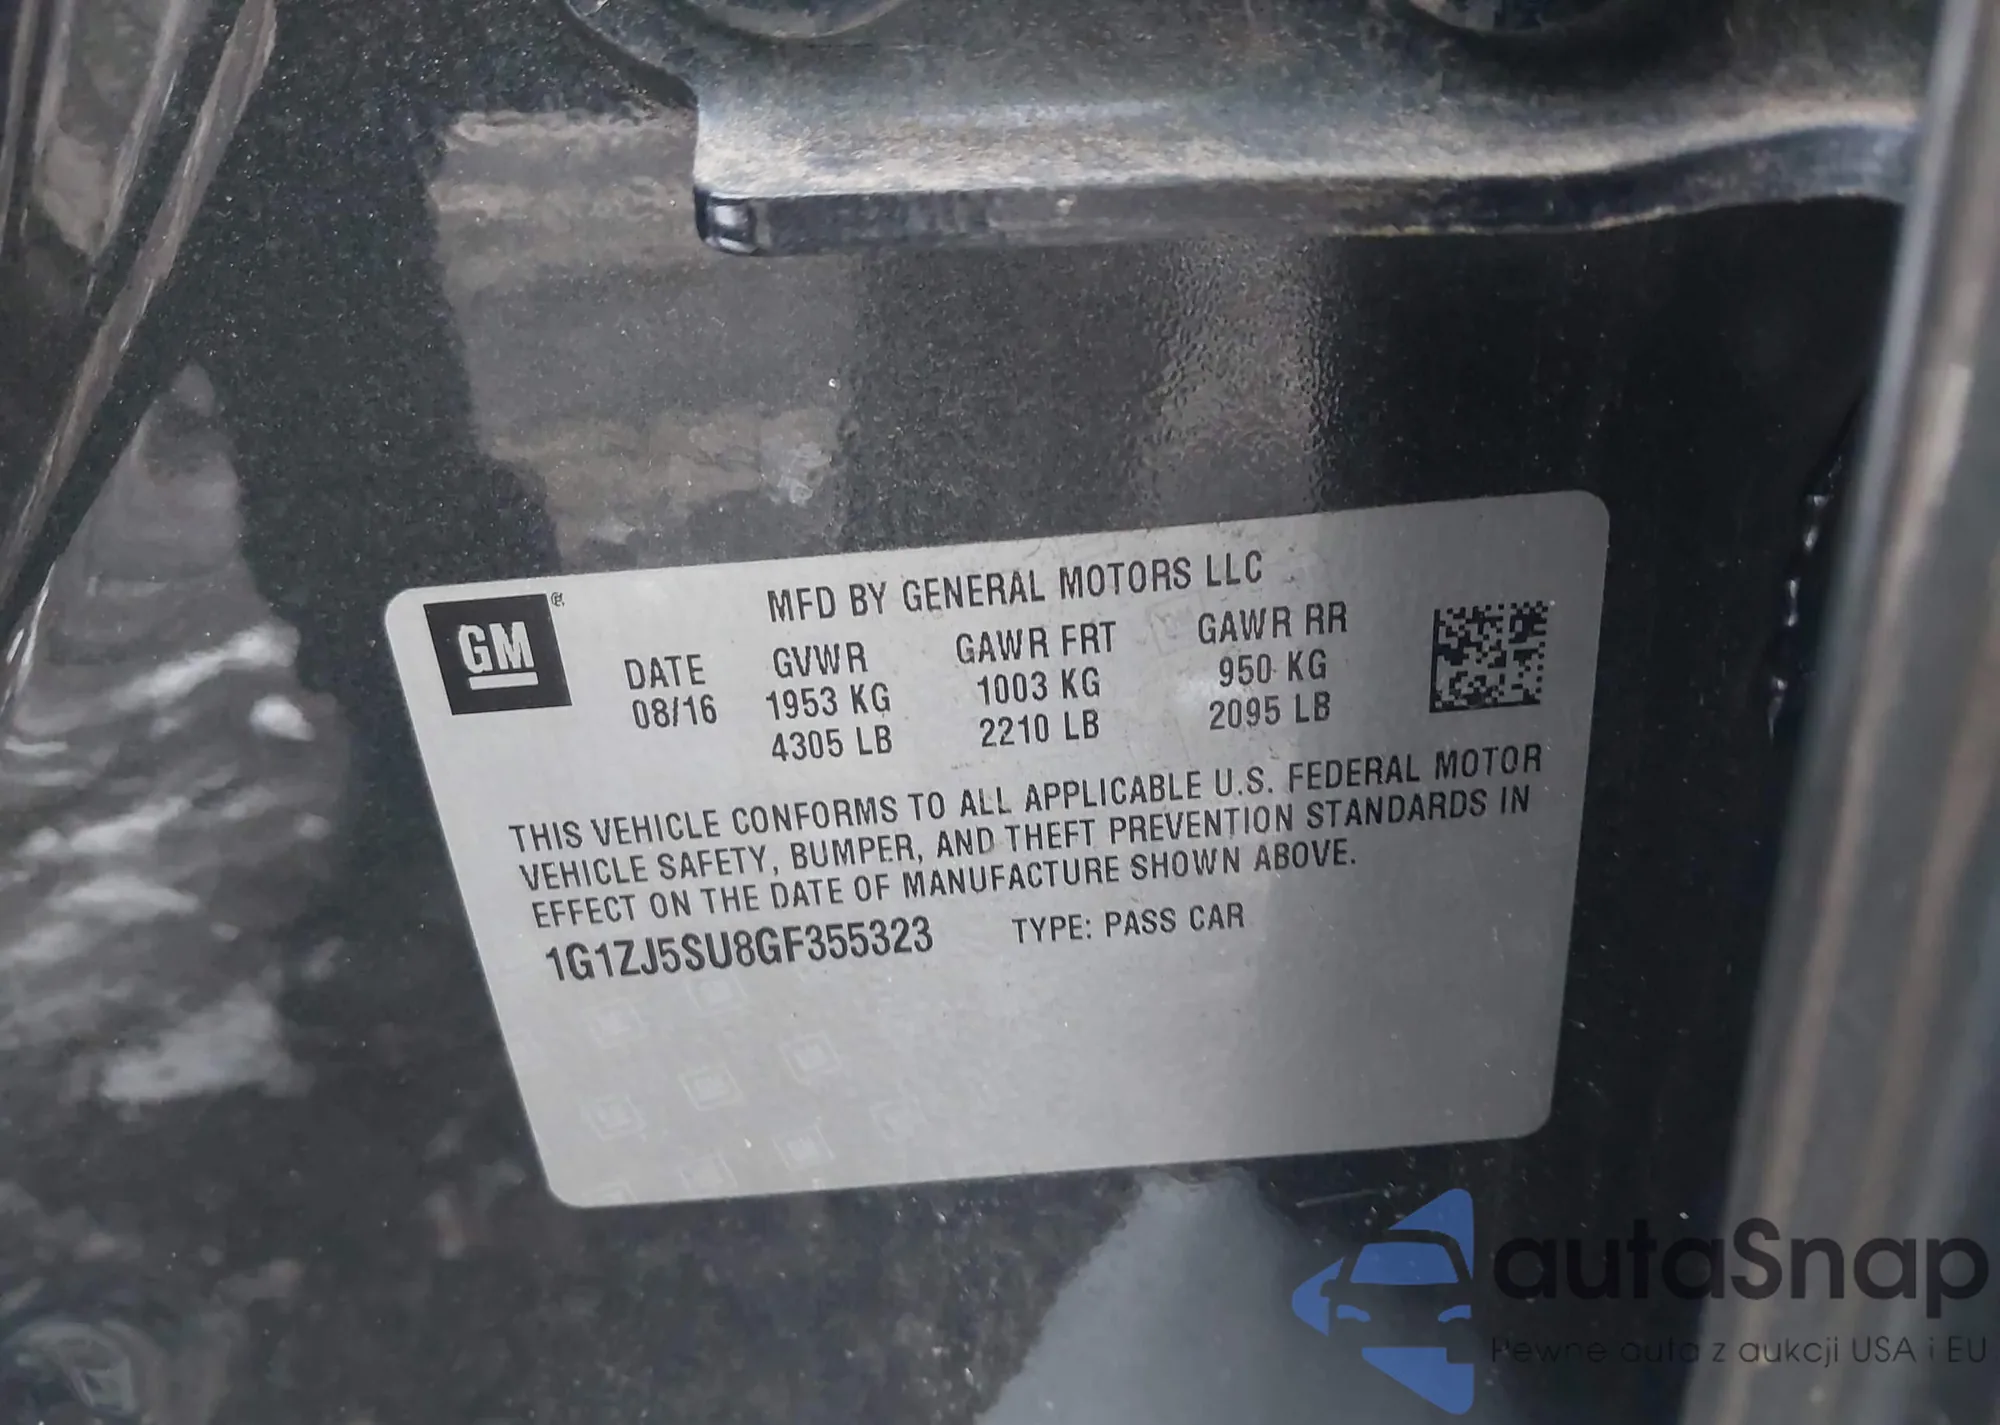 GM
MFD BY GENERAL MOTORS LLC
DATE GVWR GAWR FRT GAWR RR
08/16 1953 KG 1003 KG 950 KG
4305 LB 2210 LB 2095 LB
THIS VEHICLE CONFORMS TO ALL APPLICABLE U.S. FEDERAL MOTOR
VEHICLE SAFETY, BUMPER, AND THEFT PREVENTION STANDARDS IN
EFFECT ON THE DATE OF MANUFACTURE SHOWN ABOVE.
1G1ZJ5SU8GF355323 TYPE: PASS CAR
autaSnap
Pewne auta z aukcji USA i EU